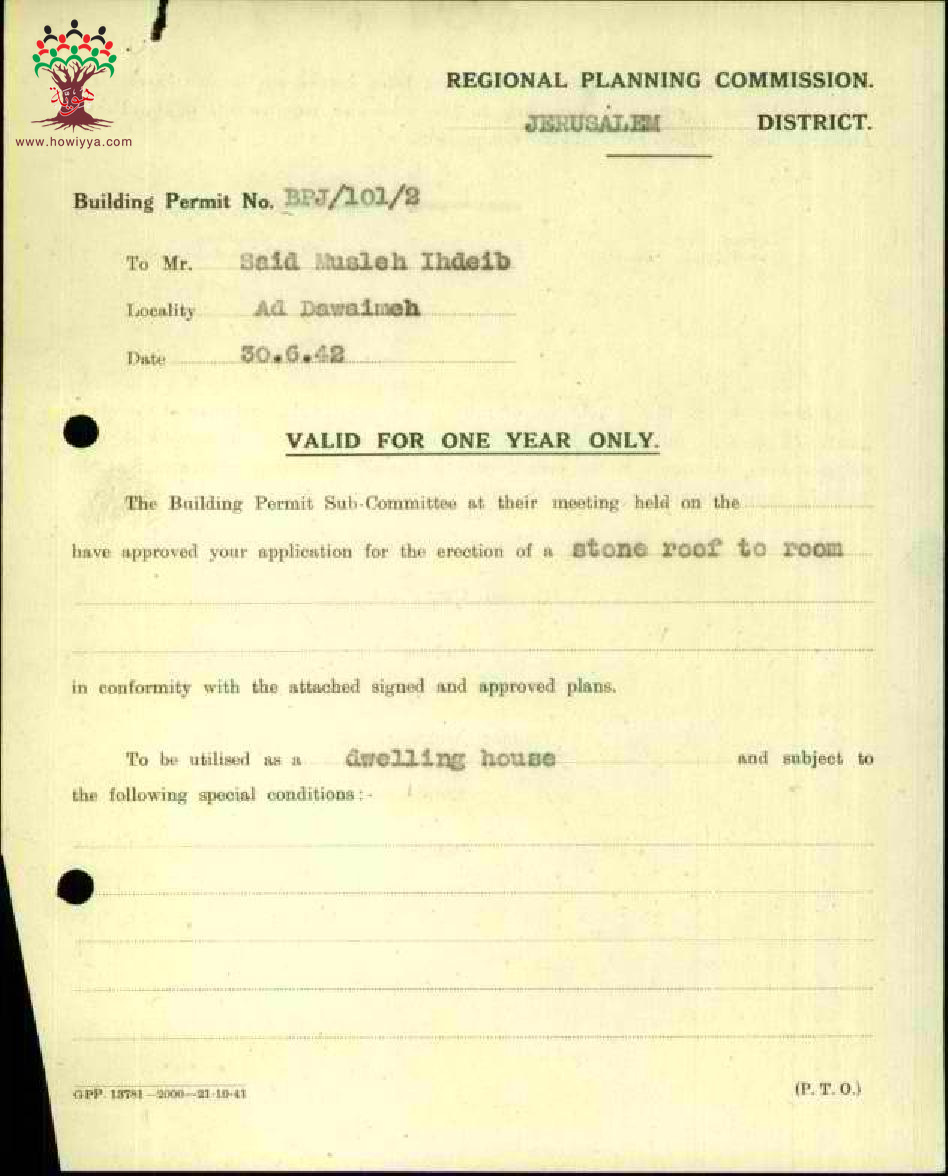 www.howiyya.com
REGIONAL PLANNING COMMISSION.
JERUSALEM DISTRICT.
Building Permit No. BPJ/101/2
To Mr. Said Musleh Ihdeib
Locality Ad Dawaimeh
Date 30.6.42
VALID FOR ONE YEAR ONLY.
The Building Permit Sub-Committee at their meeting held on the
have approved your application for the erection of a stone roof to room
in conformity with the attached signed and approved plans.
To be utilised as a dwelling house and subject to
the following special conditions:-
GPP. 13781—2000—21-10-41
(P. T. O.)